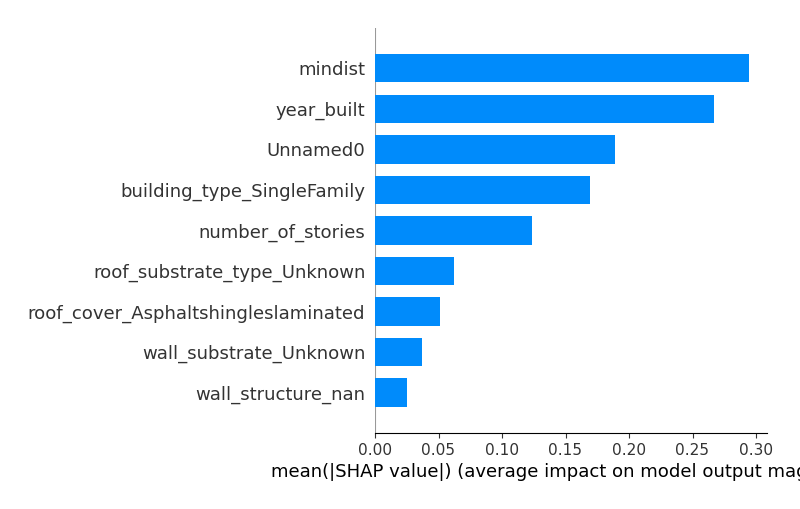 mindist
year_built
Unnamed0
building_type_SingleFamily
number_of_stories
roof_substrate_type_Unknown
roof_cover_Asphaltshingleslaminated
wall_substrate_Unknown
wall_structure_nan
0.00 0.05 0.10 0.15 0.20 0.25 0.30
mean(|SHAP value|) (average impact on model output mag